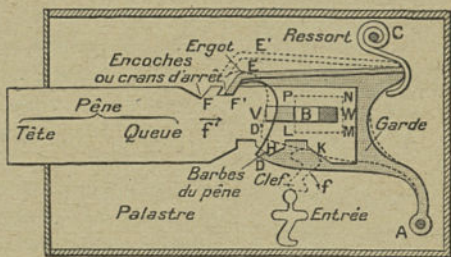 Ressort C
Ergot E'
Encoches E
ou crans d'arrêt
F F'
Pêne P N
Tête Queue f' V B W
D' L M Garde
H K
Barbes D
du pêne Clef f
Palastre Entrée A